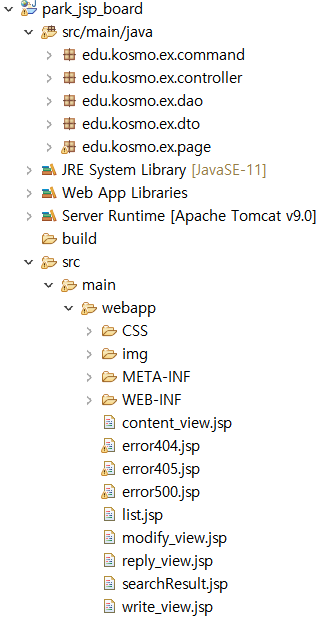 park_jsp_board
src/main/java
edu.kosmo.ex.command
edu.kosmo.ex.controller
edu.kosmo.ex.dao
edu.kosmo.ex.dto
edu.kosmo.ex.page
JRE System Library [JavaSE-11]
Web App Libraries
Server Runtime [Apache Tomcat v9.0]
build
src
main
webapp
CSS
img
META-INF
WEB-INF
content_view.jsp
error404.jsp
error405.jsp
error500.jsp
list.jsp
modify_view.jsp
reply_view.jsp
searchResult.jsp
write_view.jsp